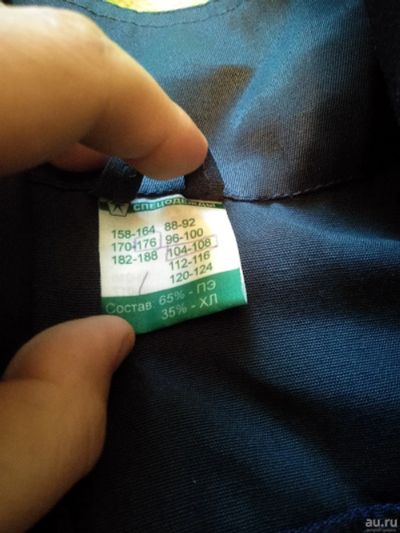 СПЕЦОДЕЖДА
158-164 88-92
170-176 96-100
182-188 104-108
112-116
120-124
Состав: 65% - ПЭ
35% - ХЛ
au.ru